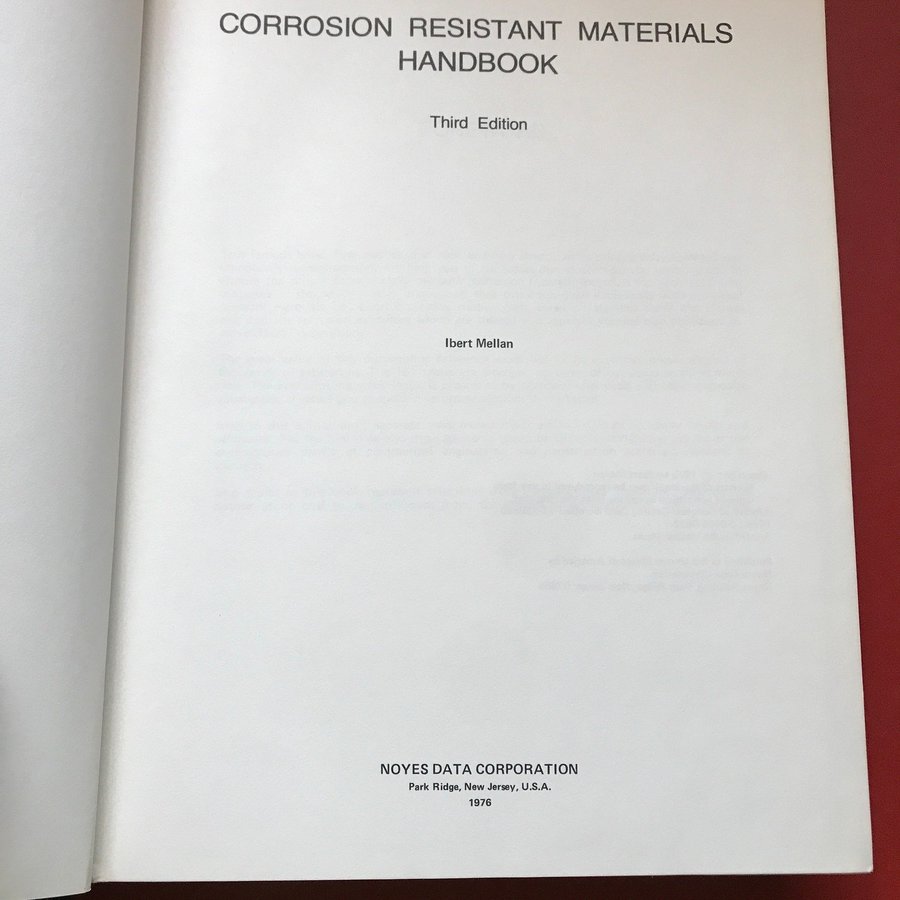 CORROSION RESISTANT MATERIALS
HANDBOOK
Third Edition
Ibert Mellan
NOYES DATA CORPORATION
Park Ridge, New Jersey, U.S.A.
1976